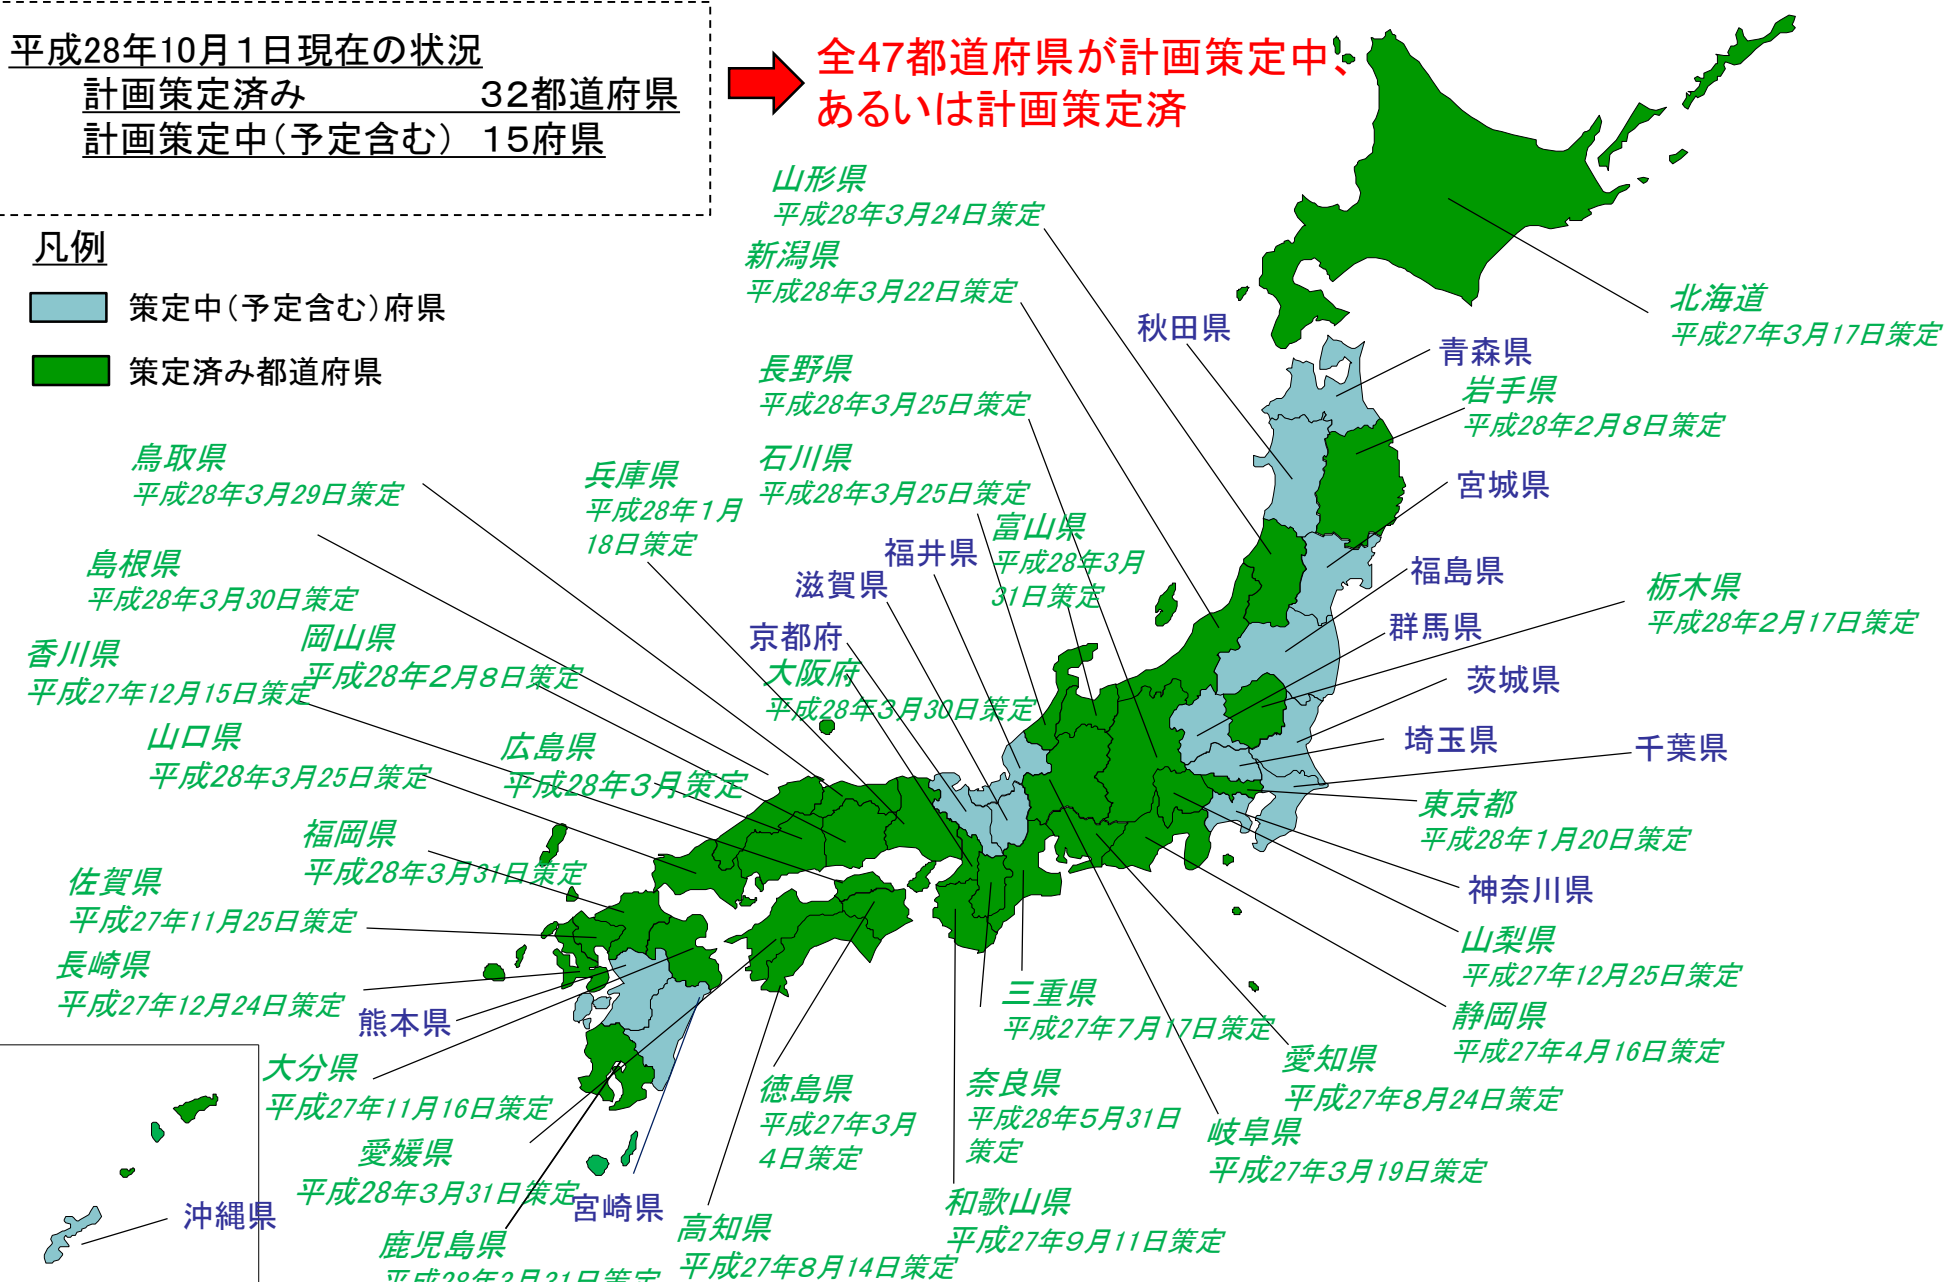 平成28年10月1日現在の状況
計画策定済み 32都道府県
計画策定中(予定含む) 15府県
全47都道府県が計画策定中、
あるいは計画策定済
凡例
策定中(予定含む)府県
策定済み都道府県
山形県
平成28年3月24日策定
新潟県
平成28年3月22日策定
長野県
平成28年3月25日策定
石川県
平成28年3月25日策定
富山県
平成28年3月
31日策定
北海道
平成27年3月17日策定
秋田県
青森県
岩手県
平成28年2月8日策定
宮城県
福島県
群馬県
栃木県
平成28年2月17日策定
茨城県
埼玉県
千葉県
東京都
平成28年1月20日策定
神奈川県
山梨県
平成27年12月25日策定
静岡県
平成27年4月16日策定
愛知県
平成27年8月24日策定
岐阜県
平成27年3月19日策定
三重県
平成27年7月17日策定
奈良県
平成28年5月31日
策定
和歌山県
平成27年9月11日策定
福井県
滋賀県
京都府
大阪府
平成28年3月30日策定
兵庫県
平成28年1月
18日策定
鳥取県
平成28年3月29日策定
島根県
平成28年3月30日策定
岡山県
平成28年2月8日策定
香川県
平成27年12月15日策定
山口県
平成28年3月25日策定
広島県
平成28年3月策定
福岡県
平成28年3月31日策定
佐賀県
平成27年11月25日策定
長崎県
平成27年12月24日策定
熊本県
大分県
平成27年11月16日策定
愛媛県
平成28年3月31日策定
宮崎県
鹿児島県
平成28年3月31日策定
高知県
平成27年8月14日策定
徳島県
平成27年3月
4日策定
沖縄県